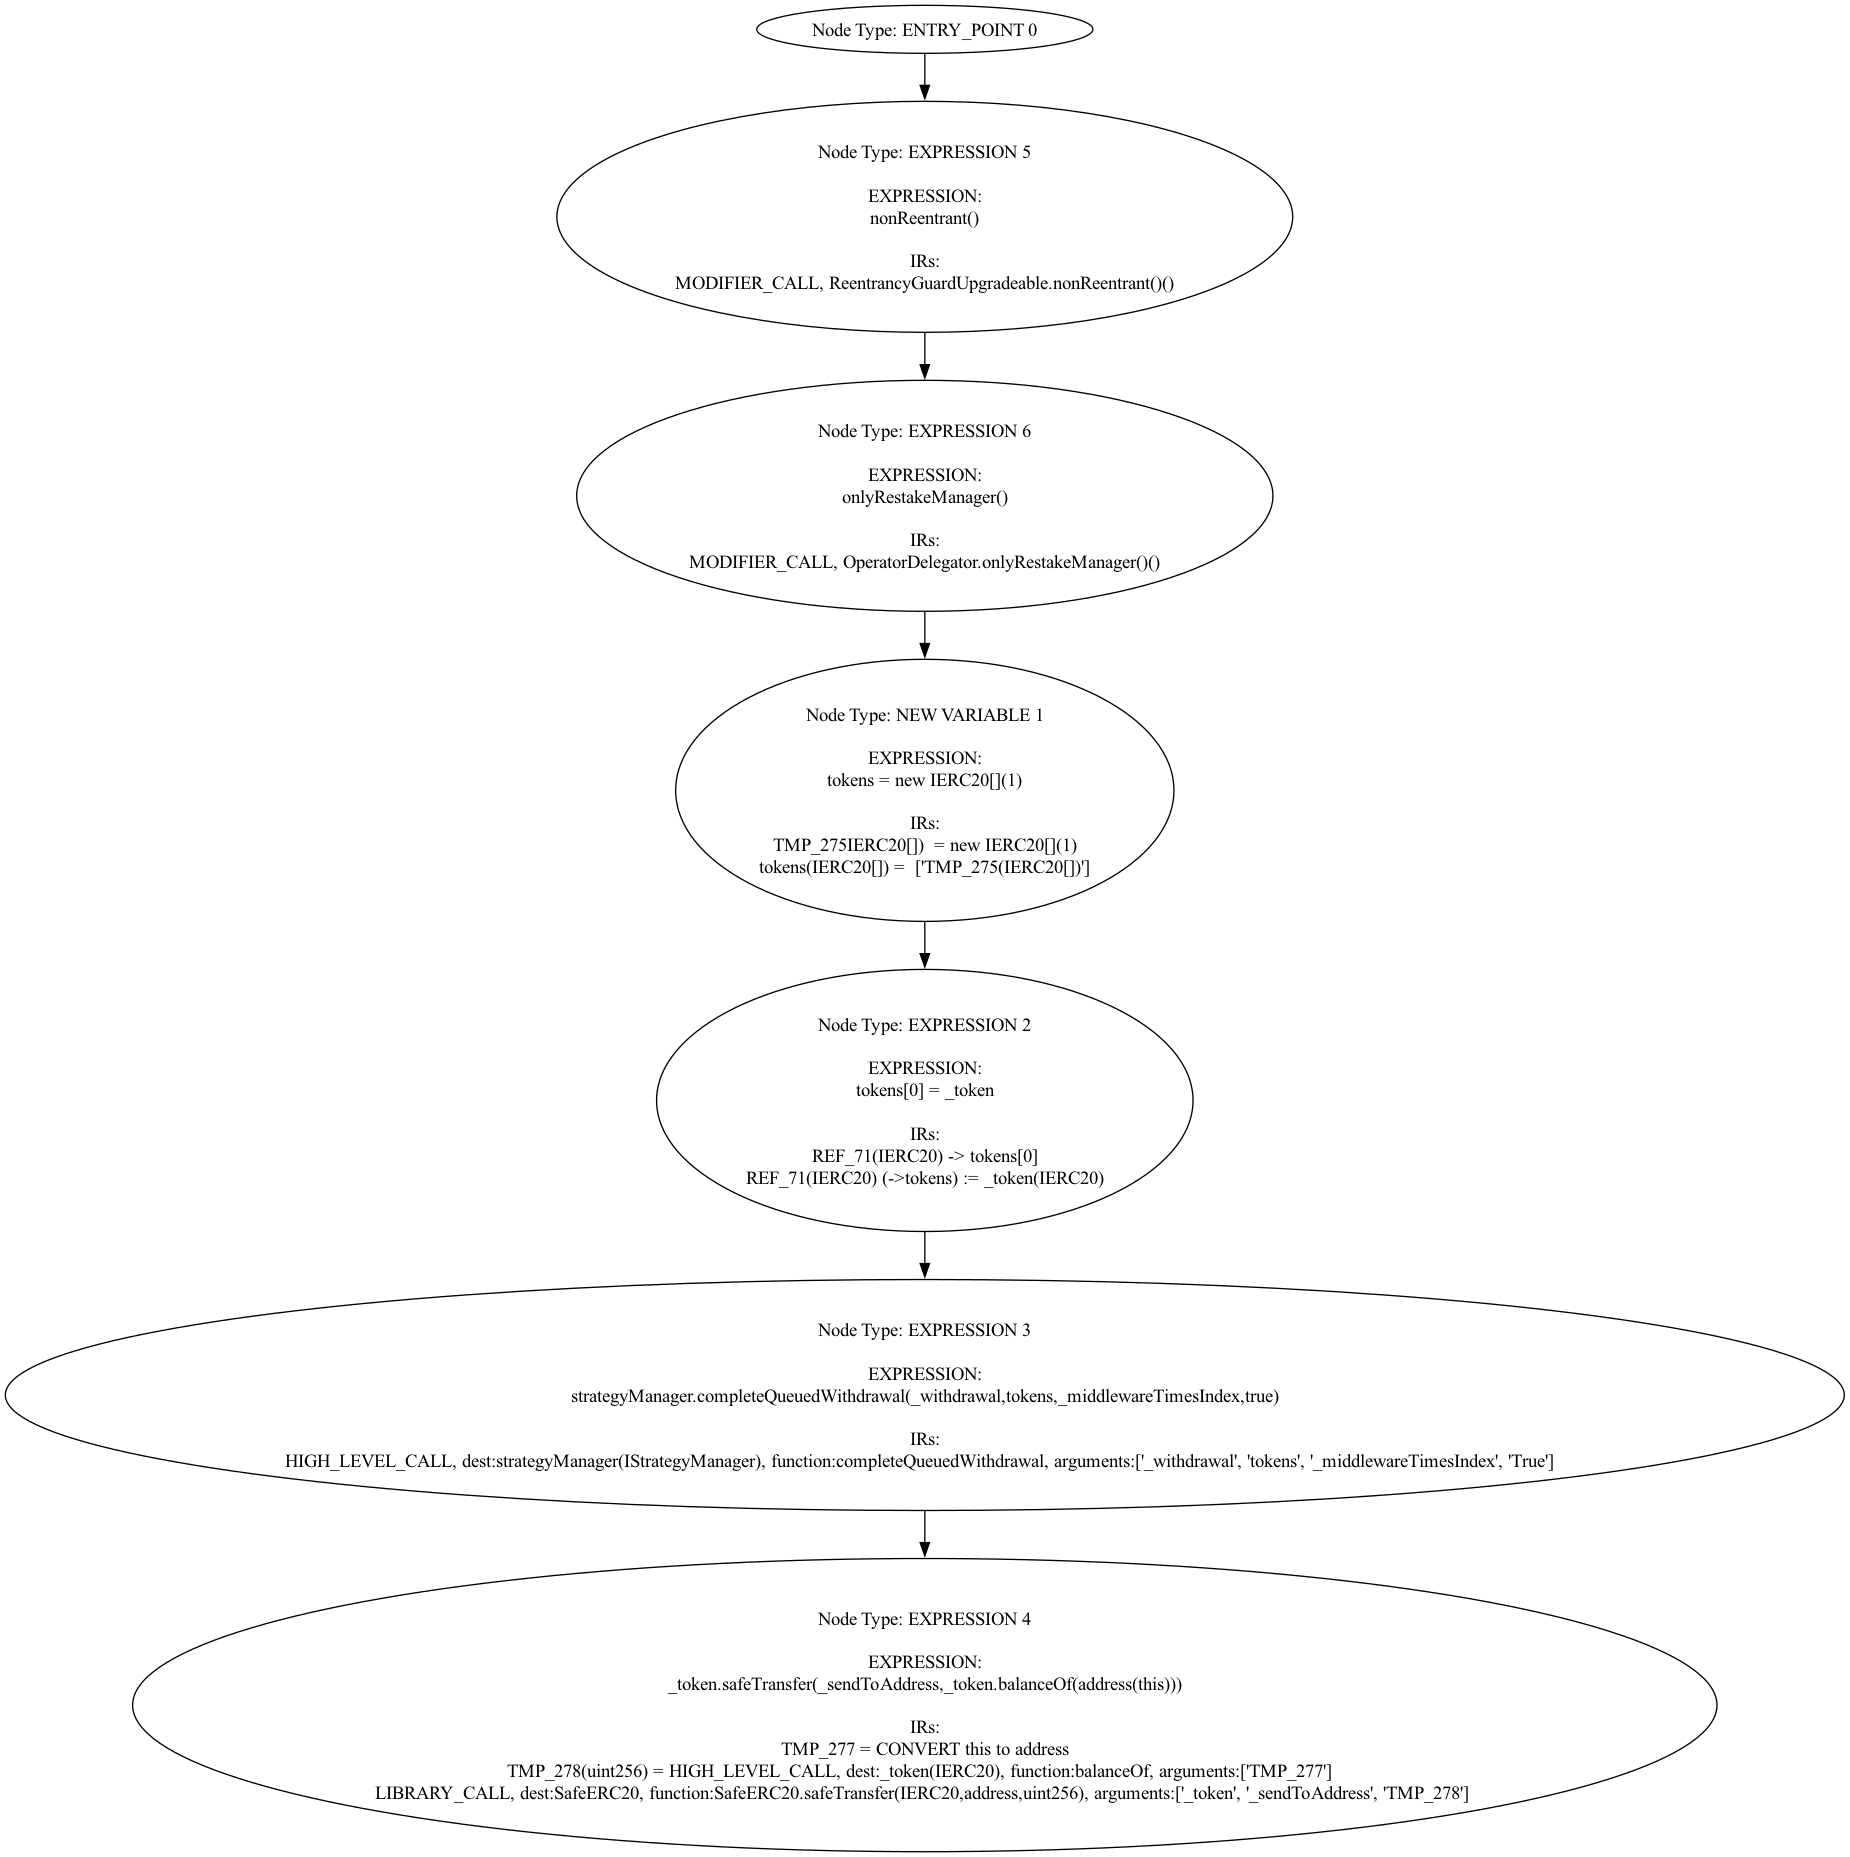 Node Type: ENTRY_POINT 0
Node Type: EXPRESSION 5
EXPRESSION:
nonReentrant()
IRs:
MODIFIER_CALL, ReentrancyGuardUpgradeable.nonReentrant()()
Node Type: EXPRESSION 6
EXPRESSION:
onlyRestakeManager()
IRs:
MODIFIER_CALL, OperatorDelegator.onlyRestakeManager()()
Node Type: NEW VARIABLE 1
EXPRESSION:
tokens = new IERC20[](1)
IRs:
TMP_275IERC20[])  = new IERC20[](1)
tokens(IERC20[]) =  ['TMP_275(IERC20[])']
Node Type: EXPRESSION 2
EXPRESSION:
tokens[0] = _token
IRs:
REF_71(IERC20) -> tokens[0]
REF_71(IERC20) (->tokens) := _token(IERC20)
Node Type: EXPRESSION 3
EXPRESSION:
strategyManager.completeQueuedWithdrawal(_withdrawal,tokens,_middlewareTimesIndex,true)
IRs:
HIGH_LEVEL_CALL, dest:strategyManager(IStrategyManager), function:completeQueuedWithdrawal, arguments:['_withdrawal', 'tokens', '_middlewareTimesIndex', 'True']
Node Type: EXPRESSION 4
EXPRESSION:
_token.safeTransfer(_sendToAddress,_token.balanceOf(address(this)))
IRs:
TMP_277 = CONVERT this to address
TMP_278(uint256) = HIGH_LEVEL_CALL, dest:_token(IERC20), function:balanceOf, arguments:['TMP_277']
LIBRARY_CALL, dest:SafeERC20, function:SafeERC20.safeTransfer(IERC20,address,uint256), arguments:['_token', '_sendToAddress', 'TMP_278']